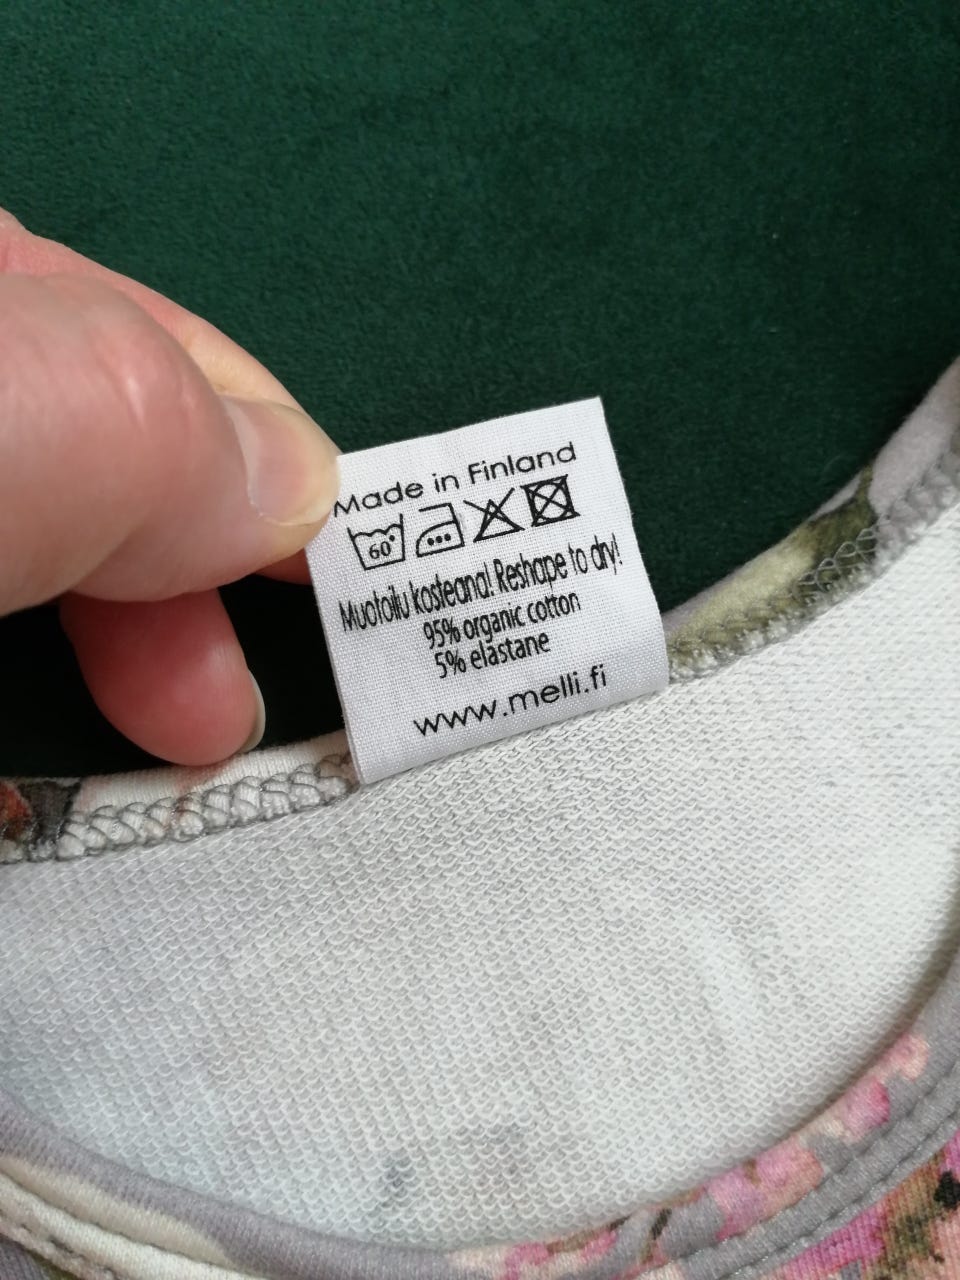 Made in Finland
60°
Muotoilu kosteana! Reshape to dry!
95% organic cotton
5% elastane
www.melli.fi